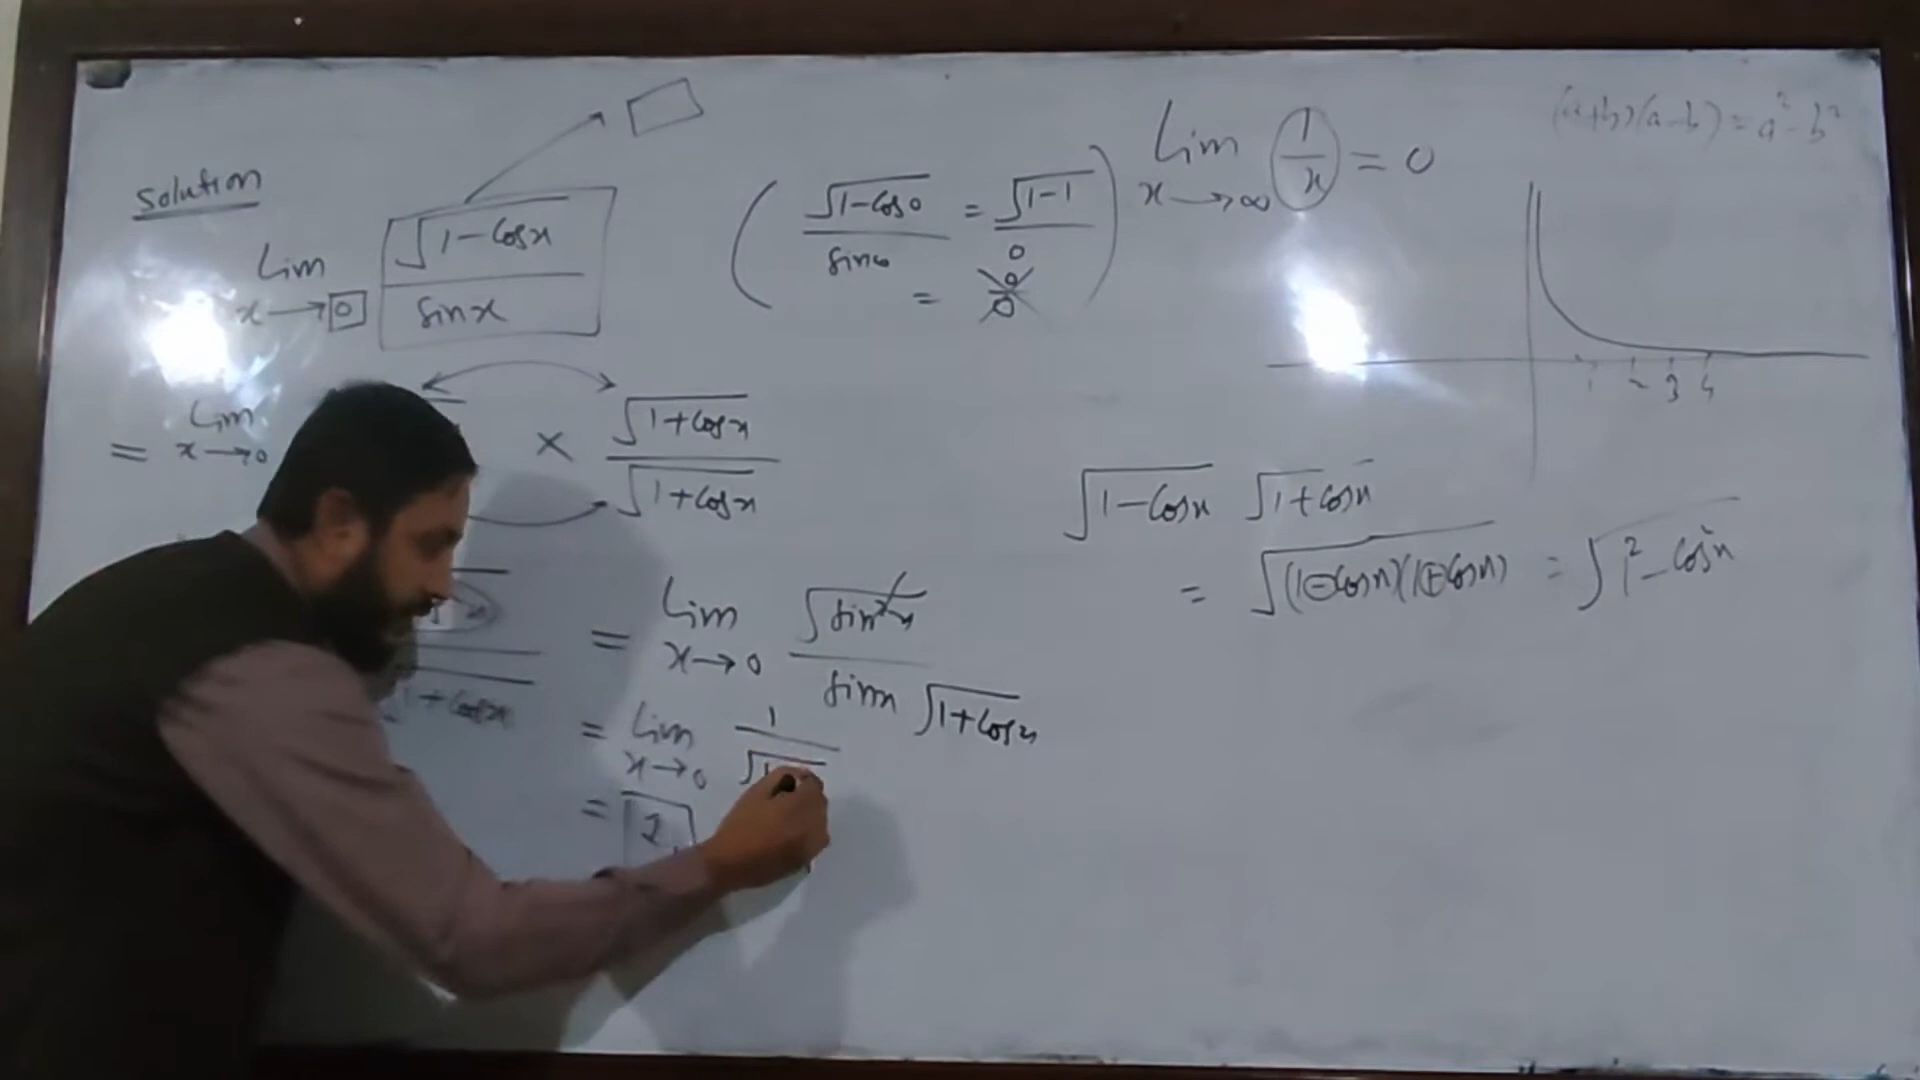 Solution
Lim x→0 √(1-Cosx) / Sinx
( √(1-Cos0) / Sin0 = √(1-1) / 0
= 0/0 )
Lim x→∞ 1/x = 0
(a+b)(a-b) = a²-b²
1 2 3 4
= Lim x→0 × √(1+Cosx) / √(1+Cosx)
√(1-Cosx) √(1+Cosx)
= √((1-Cosx)(1+Cosx)) = √(1²-Cos²x)
1+Cosx
= Lim x→0 √(Sin²x) / Sinx √(1+Cosx)
= Lim x→0 1 / √1
=